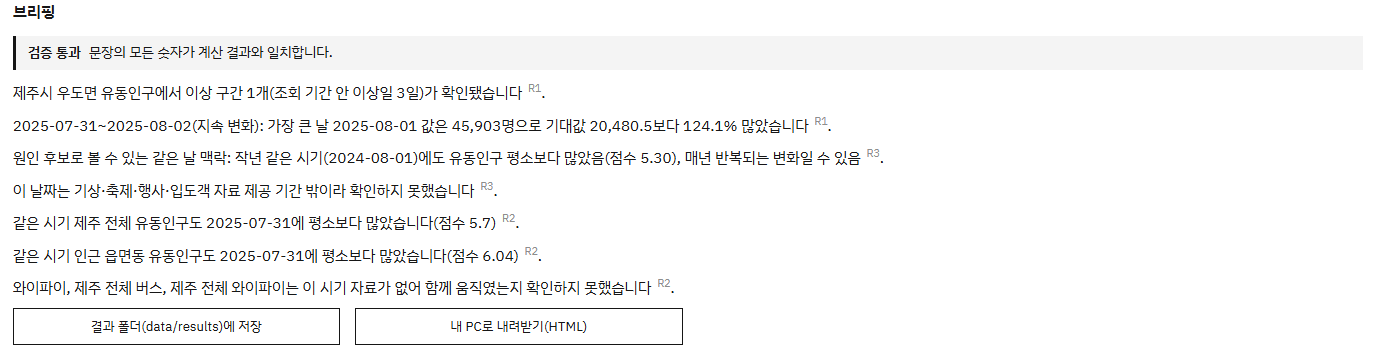 브리핑
검증 통과 문장의 모든 숫자가 계산 결과와 일치합니다.
제주시 우도면 유동인구에서 이상 구간 1개(조회 기간 안 이상일 3일)가 확인됐습니다 R1.
2025-07-31~2025-08-02(지속 변화): 가장 큰 날 2025-08-01 값은 45,903명으로 기대값 20,480.5보다 124.1% 많았습니다 R1.
원인 후보로 볼 수 있는 같은 날 맥락: 작년 같은 시기(2024-08-01)에도 유동인구 평소보다 많았음(점수 5.30), 매년 반복되는 변화일 수 있음 R3.
이 날짜는 기상·축제·행사·입도객 자료 제공 기간 밖이라 확인하지 못했습니다 R3.
같은 시기 제주 전체 유동인구도 2025-07-31에 평소보다 많았습니다(점수 5.7) R2.
같은 시기 인근 읍면동 유동인구도 2025-07-31에 평소보다 많았습니다(점수 6.04) R2.
와이파이, 제주 전체 버스, 제주 전체 와이파이는 이 시기 자료가 없어 함께 움직였는지 확인하지 못했습니다 R2.
결과 폴더(data/results)에 저장 내 PC로 내려받기(HTML)